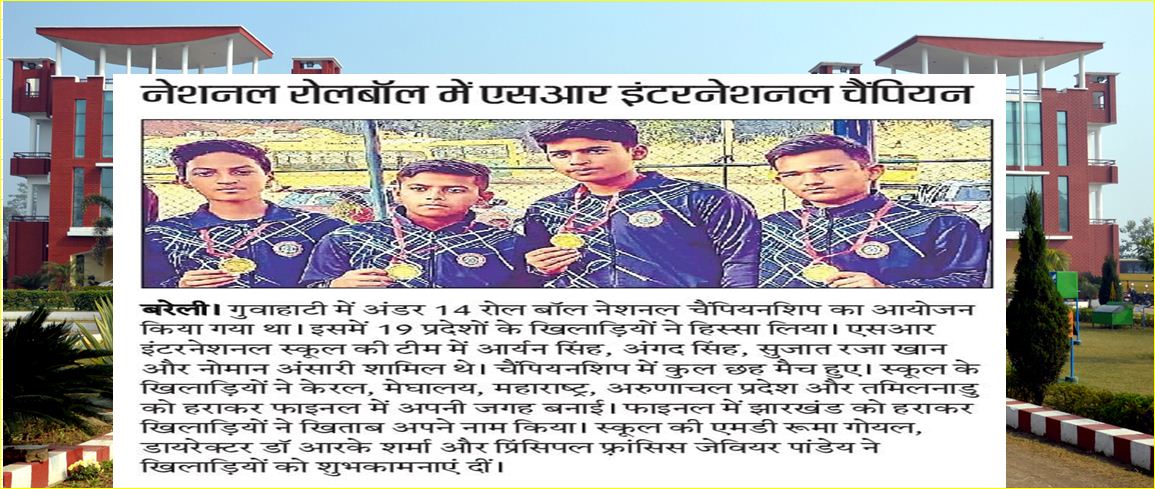 नेशनल रोलबॉल में एसआर इंटरनेशनल चैंपियन
बरेली। गुवाहाटी में अंडर 14 रोल बॉल नेशनल चैंपियनशिप का आयोजन
किया गया था। इसमें 19 प्रदेशों के खिलाड़ियों ने हिस्सा लिया। एसआर
इंटरनेशनल स्कूल की टीम में आर्यन सिंह, अंगद सिंह, सुजात रजा खान
और नोमान अंसारी शामिल थे। चैंपियनशिप में कुल छह मैच हुए। स्कूल के
खिलाड़ियों ने केरल, मेघालय, महाराष्ट्र, अरुणाचल प्रदेश और तमिलनाडु
को हराकर फाइनल में अपनी जगह बनाई। फाइनल में झारखंड को हराकर
खिलाड़ियों ने खिताब अपने नाम किया। स्कूल की एमडी रूमा गोयल,
डायरेक्टर डॉ आरके शर्मा और प्रिंसिपल फ्रांसिस जेवियर पांडेय ने
खिलाड़ियों को शुभकामनाएं दीं।